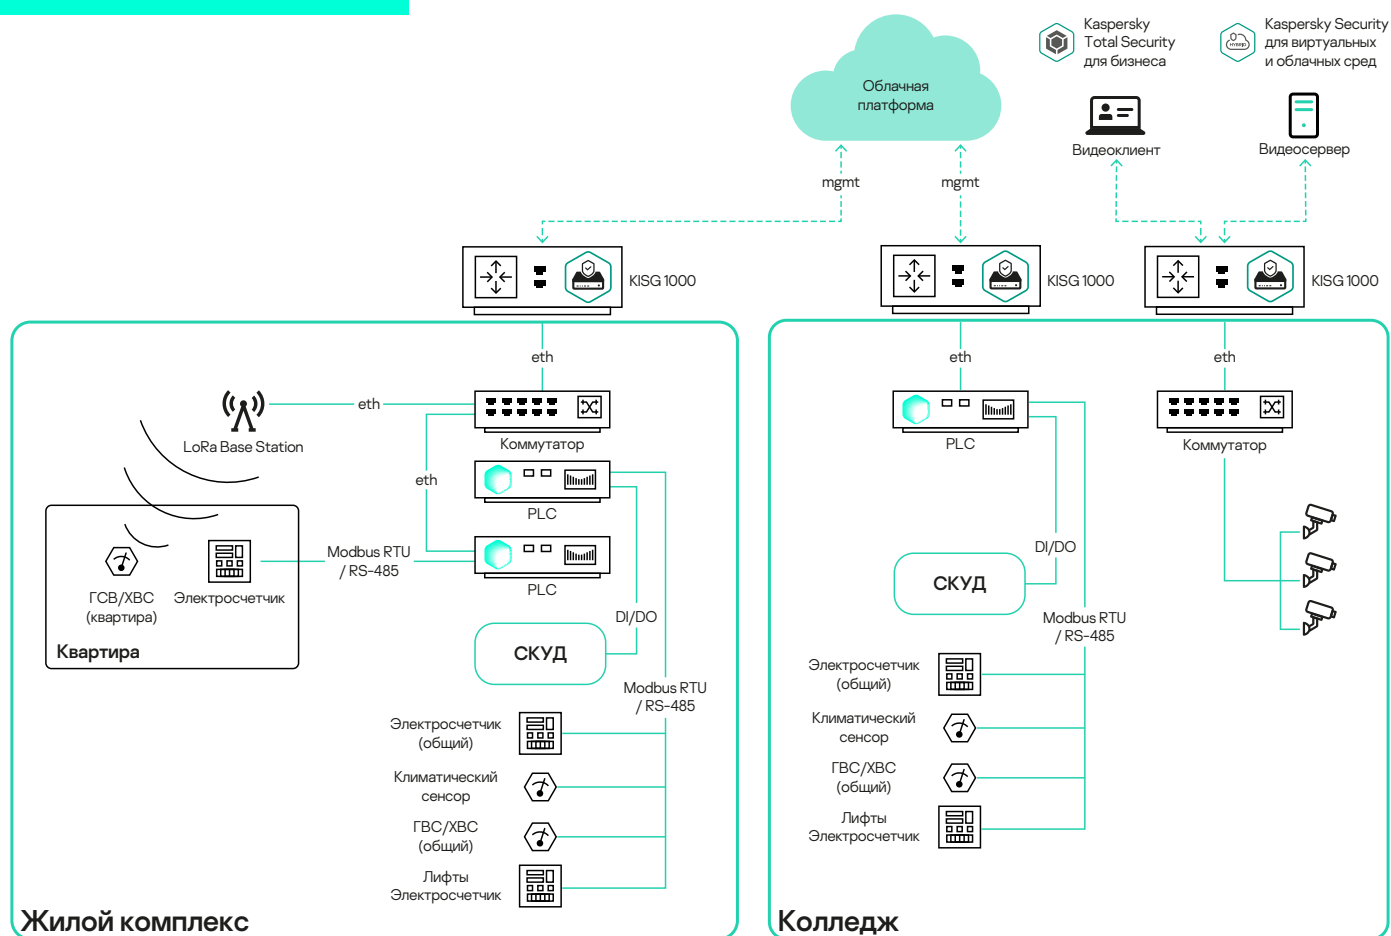 Kaspersky
Total Security
для бизнеса
Kaspersky Security
для виртуальных
и облачных сред
HYBRID
Облачная
платформа
Видеоклиент
Видеосервер
mgmt
mgmt
KISG 1000
KISG 1000
KISG 1000
eth
eth
eth
eth
LoRa Base Station
Коммутатор
PLC
Коммутатор
eth
PLC
Modbus RTU
/ RS-485
PLC
DI/DO
СКУД
ГСВ/ХВС
(квартира)
Электросчетчик
Квартира
DI/DO
СКУД
Modbus RTU
/ RS-485
Modbus RTU
/ RS-485
Электросчетчик
(общий)
Климатический
сенсор
ГВС/ХВС
(общий)
Лифты
Электросчетчик
Электросчетчик
(общий)
Климатический
сенсор
ГВС/ХВС
(общий)
Лифты
Электросчетчик
Жилой комплекс
Колледж